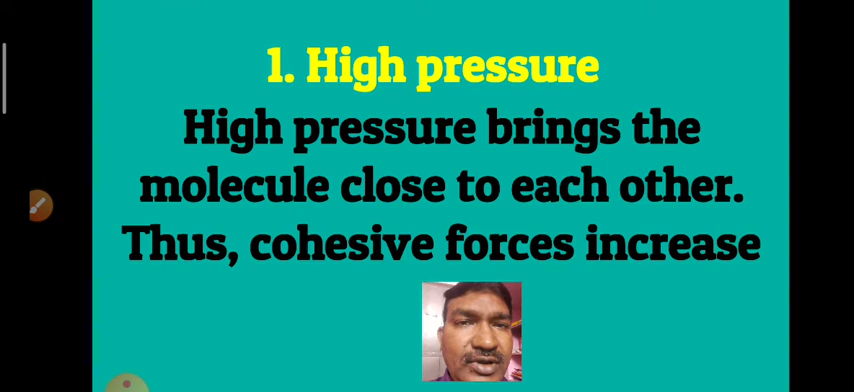 1. High pressure
High pressure brings the
molecule close to each other.
Thus, cohesive forces increase